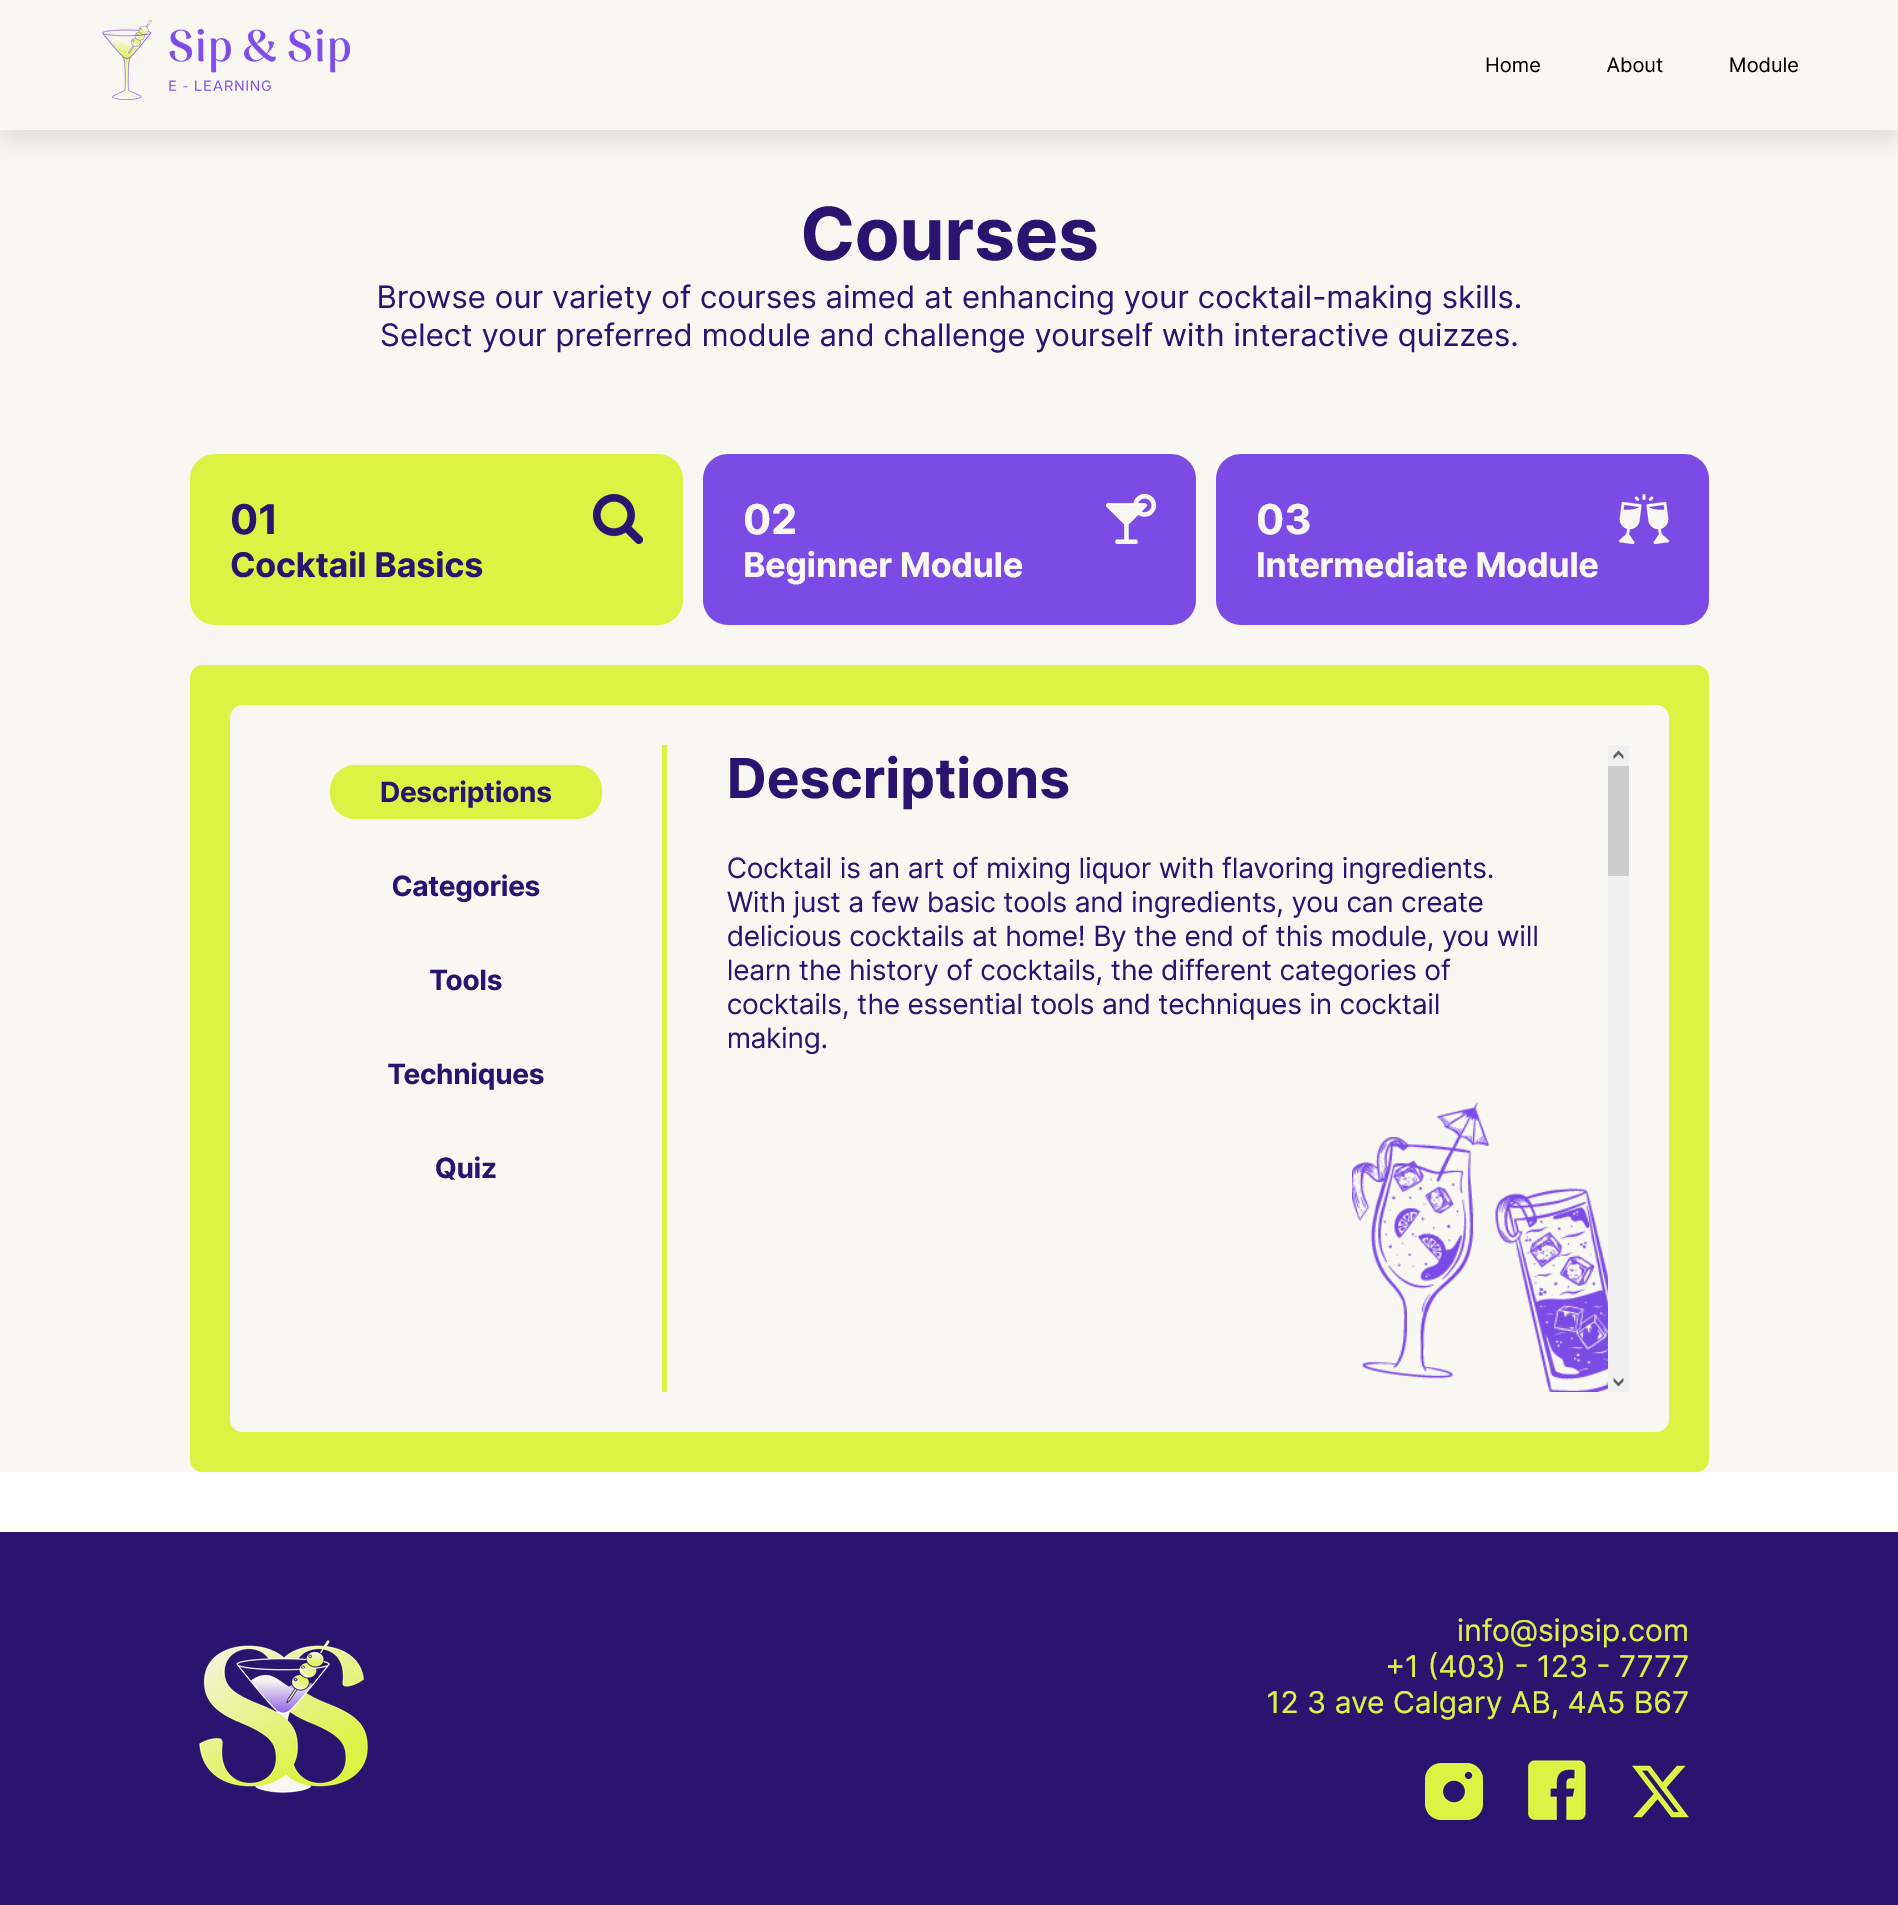 Sip & Sip
E - LEARNING
Home
About
Module
Courses
Browse our variety of courses aimed at enhancing your cocktail-making skills.
Select your preferred module and challenge yourself with interactive quizzes.
01
Cocktail Basics
02
Beginner Module
03
Intermediate Module
Descriptions
Categories
Tools
Techniques
Quiz
Descriptions
Cocktail is an art of mixing liquor with flavoring ingredients.
With just a few basic tools and ingredients, you can create
delicious cocktails at home! By the end of this module, you will
learn the history of cocktails, the different categories of
cocktails, the essential tools and techniques in cocktail
making.
SS
info@sipsip.com
+1 (403) - 123 - 7777
12 3 ave Calgary AB, 4A5 B67